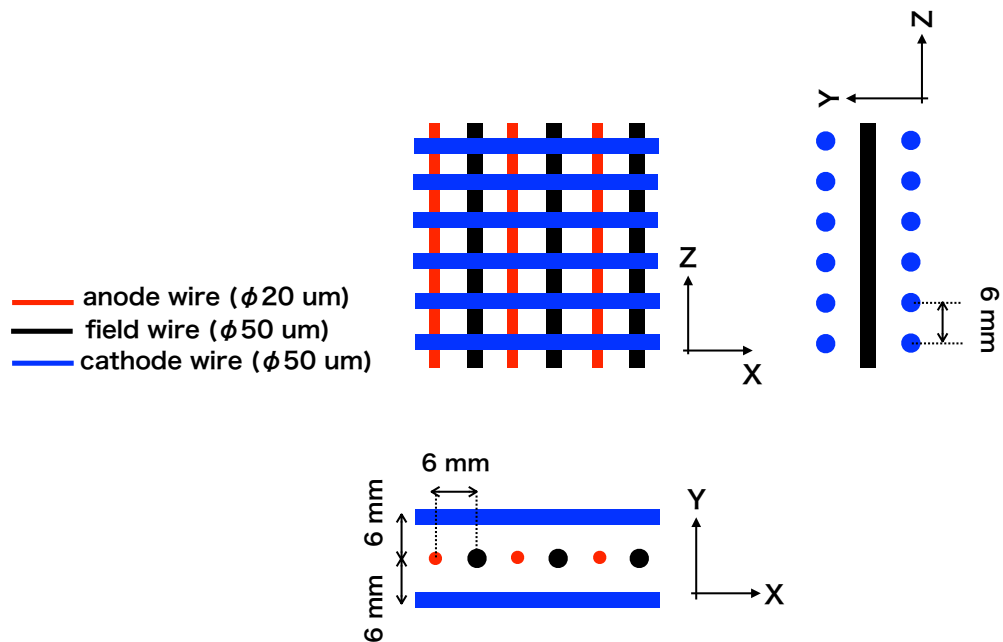 Z
Y
Z
X
6 mm
anode wire (ϕ20 um)
field wire (ϕ50 um)
cathode wire (ϕ50 um)
6 mm
6 mm
6 mm
Y
X